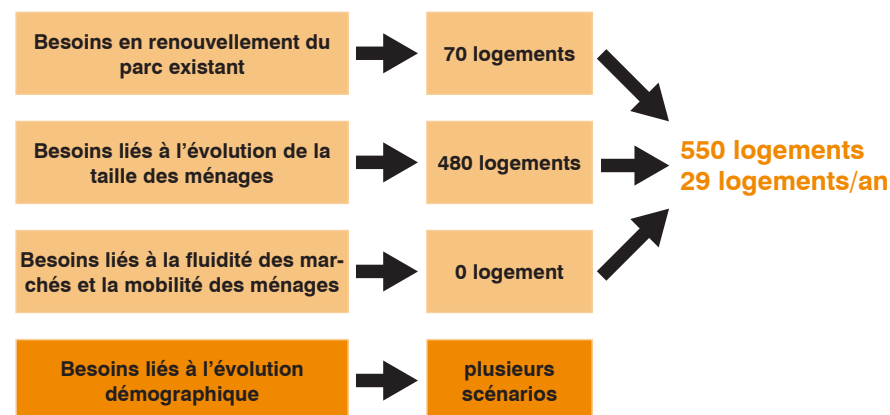 Besoins en renouvellement du
parc existant
70 logements
Besoins liés à l’évolution de la
taille des ménages
480 logements
550 logements
29 logements/an
Besoins liés à la fluidité des mar-
chés et la mobilité des ménages
0 logement
Besoins liés à l’évolution
démographique
plusieurs
scénarios